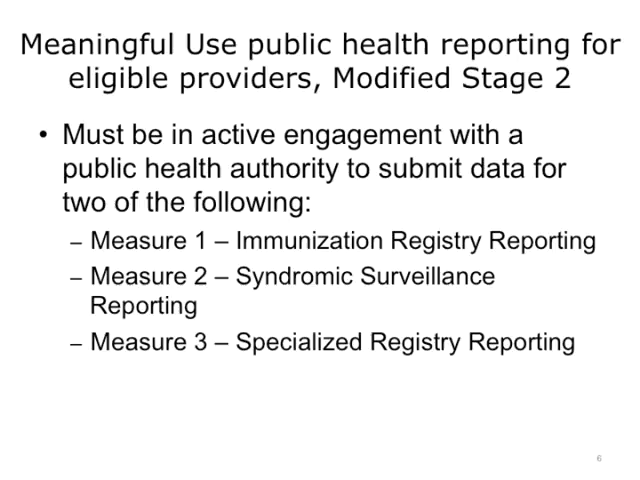 Meaningful Use public health reporting for
eligible providers, Modified Stage 2
• Must be in active engagement with a
public health authority to submit data for
two of the following:
– Measure 1 – Immunization Registry Reporting
– Measure 2 – Syndromic Surveillance
Reporting
– Measure 3 – Specialized Registry Reporting
6